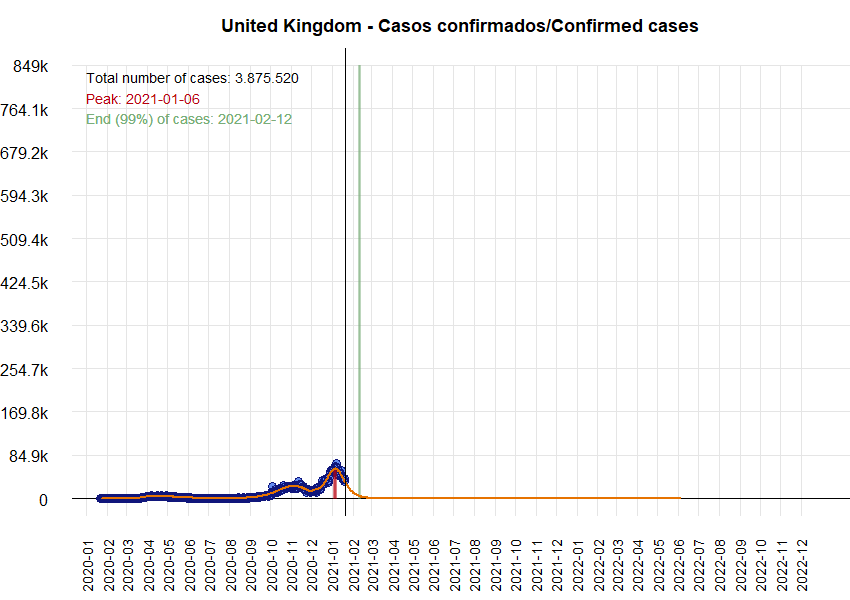 United Kingdom - Casos confirmados/Confirmed cases
849k
764.1k
679.2k
594.3k
509.4k
424.5k
339.6k
254.7k
169.8k
84.9k
0
Total number of cases: 3.875.520
Peak: 2021-01-06
End (99%) of cases: 2021-02-12
2020-01
2020-02
2020-03
2020-04
2020-05
2020-06
2020-07
2020-08
2020-09
2020-10
2020-11
2020-12
2021-01
2021-02
2021-03
2021-04
2021-05
2021-06
2021-07
2021-08
2021-09
2021-10
2021-11
2021-12
2022-01
2022-02
2022-03
2022-04
2022-05
2022-06
2022-07
2022-08
2022-09
2022-10
2022-11
2022-12